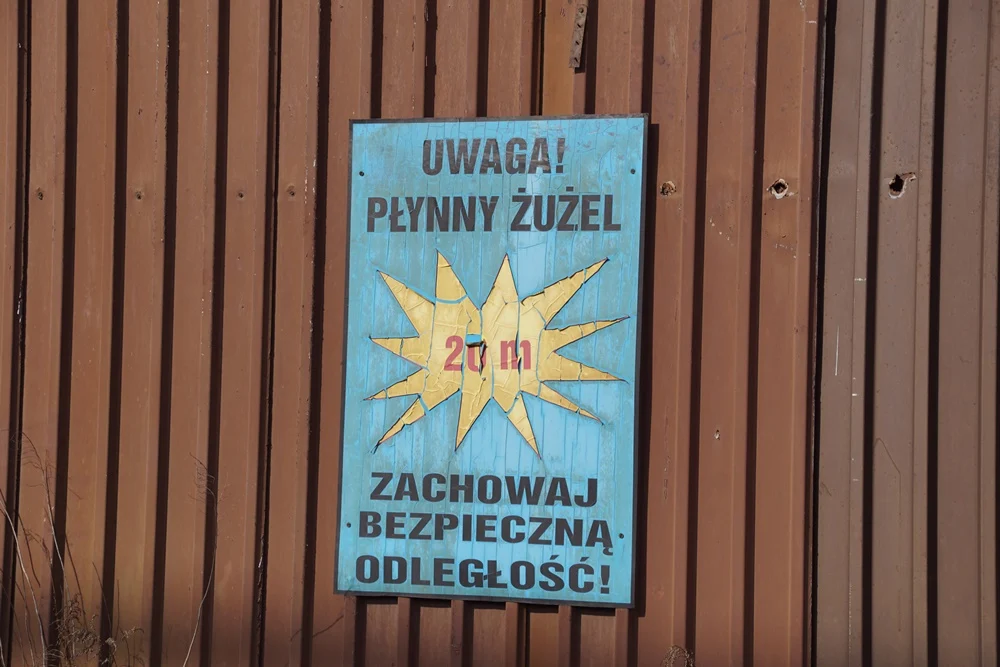 UWAGA!
PŁYNNY ŻUŻEL
20 m
ZACHOWAJ
BEZPIECZNĄ
ODLEGŁOŚĆ!